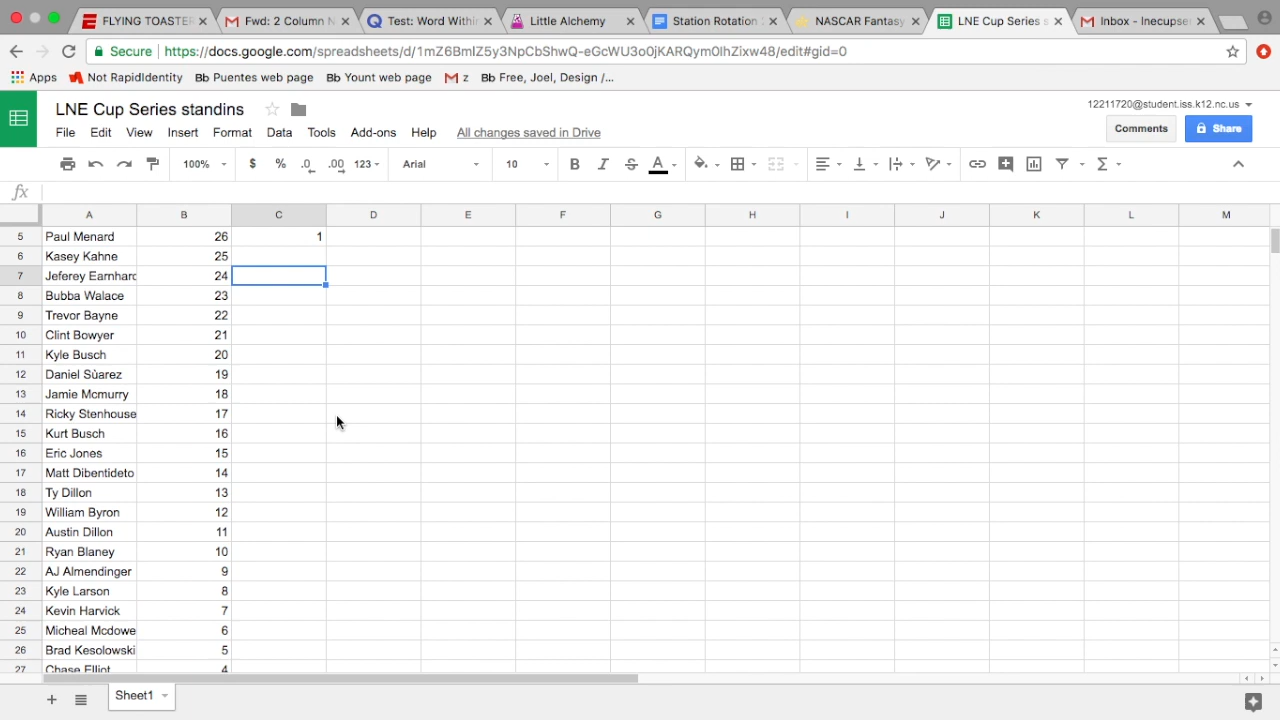 FLYING TOASTER
Fwd: 2 Column N
Test: Word Within
Little Alchemy
Station Rotation
NASCAR Fantasy
LNE Cup Series s
Inbox - lnecupser
Secure https://docs.google.com/spreadsheets/d/1mZ6BmIZ5y3NpCbShwQ-eGcWU3o0jKARQym0lhZixw48/edit#gid=0
Apps Not RapidIdentity Bb Puentes web page Bb Yount web page z Bb Free, Joel, Design /...
LNE Cup Series standins
12211720@student.iss.k12.nc.us
File Edit View Insert Format Data Tools Add-ons Help All changes saved in Drive
Comments Share
100% $ % .0 .00 123 Arial 10 B I S A
fx
A B C D E F G H I J K L M
5 Paul Menard 26 1
6 Kasey Kahne 25
7 Jeferey Earnhard 24
8 Bubba Walace 23
9 Trevor Bayne 22
10 Clint Bowyer 21
11 Kyle Busch 20
12 Daniel Sùarez 19
13 Jamie Mcmurry 18
14 Ricky Stenhouse 17
15 Kurt Busch 16
16 Eric Jones 15
17 Matt Dibentideto 14
18 Ty Dillon 13
19 William Byron 12
20 Austin Dillon 11
21 Ryan Blaney 10
22 AJ Almendinger 9
23 Kyle Larson 8
24 Kevin Harvick 7
25 Micheal Mcdowe 6
26 Brad Kesolowski 5
27 Chase Elliot 4
Sheet1